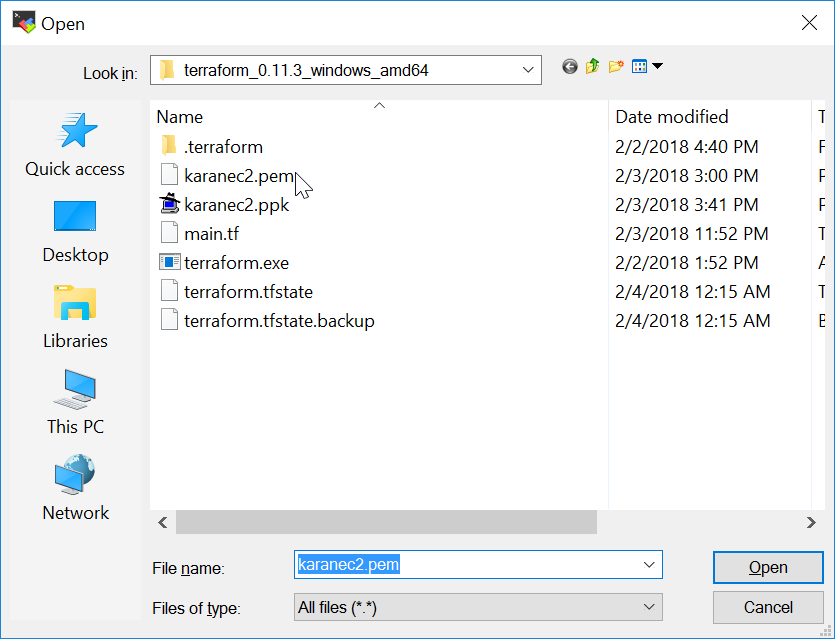 Open
Look in: terraform_0.11.3_windows_amd64
Name Date modified T
.terraform 2/2/2018 4:40 PM F
karanec2.pem 2/3/2018 3:00 PM P
karanec2.ppk 2/3/2018 3:41 PM P
main.tf 2/3/2018 11:52 PM T
terraform.exe 2/2/2018 1:52 PM A
terraform.tfstate 2/4/2018 12:15 AM T
terraform.tfstate.backup 2/4/2018 12:15 AM B
Quick access
Desktop
Libraries
This PC
Network
File name: karanec2.pem Open
Files of type: All files (*.*) Cancel